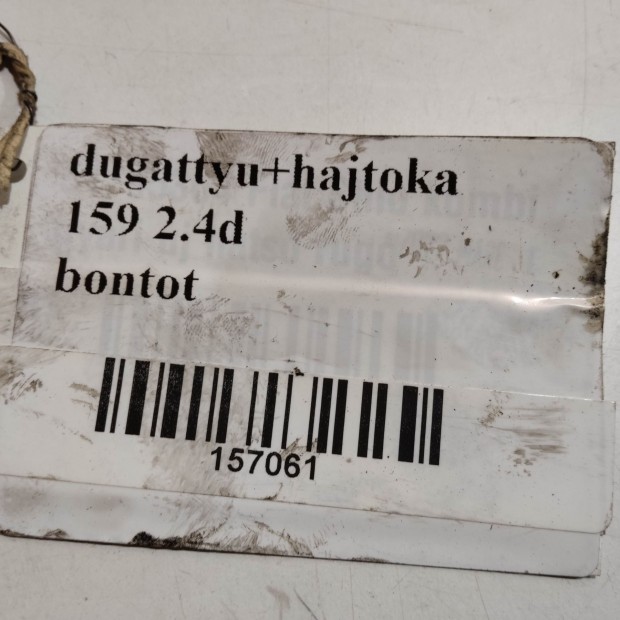 dugattyu+hajtoka
159 2.4d
bontot
157061